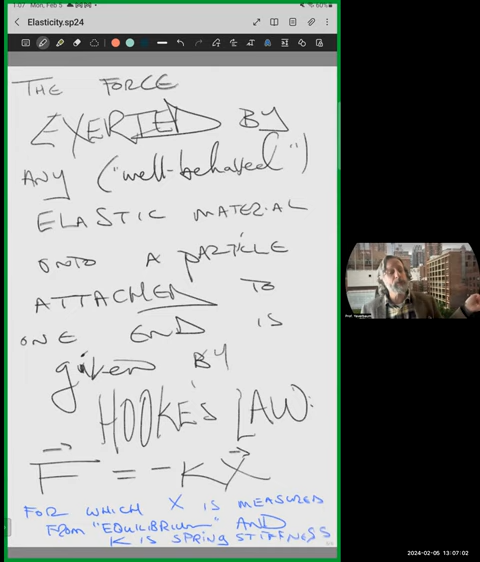 1:07 Mon, Feb 5
60%
Elasticity.sp24
THE FORCE
EXERTED BY
ANY ("well-behaved")
ELASTIC MATERIAL
ONTO A PARTICLE
ATTACHED TO
ONE END IS
given BY
HOOKE'S LAW:
F = -KX
FOR WHICH X IS MEASURED
FROM "EQUILIBRIUM" AND
K IS SPRING STIFFNESS
2024-02-05 13:07:02